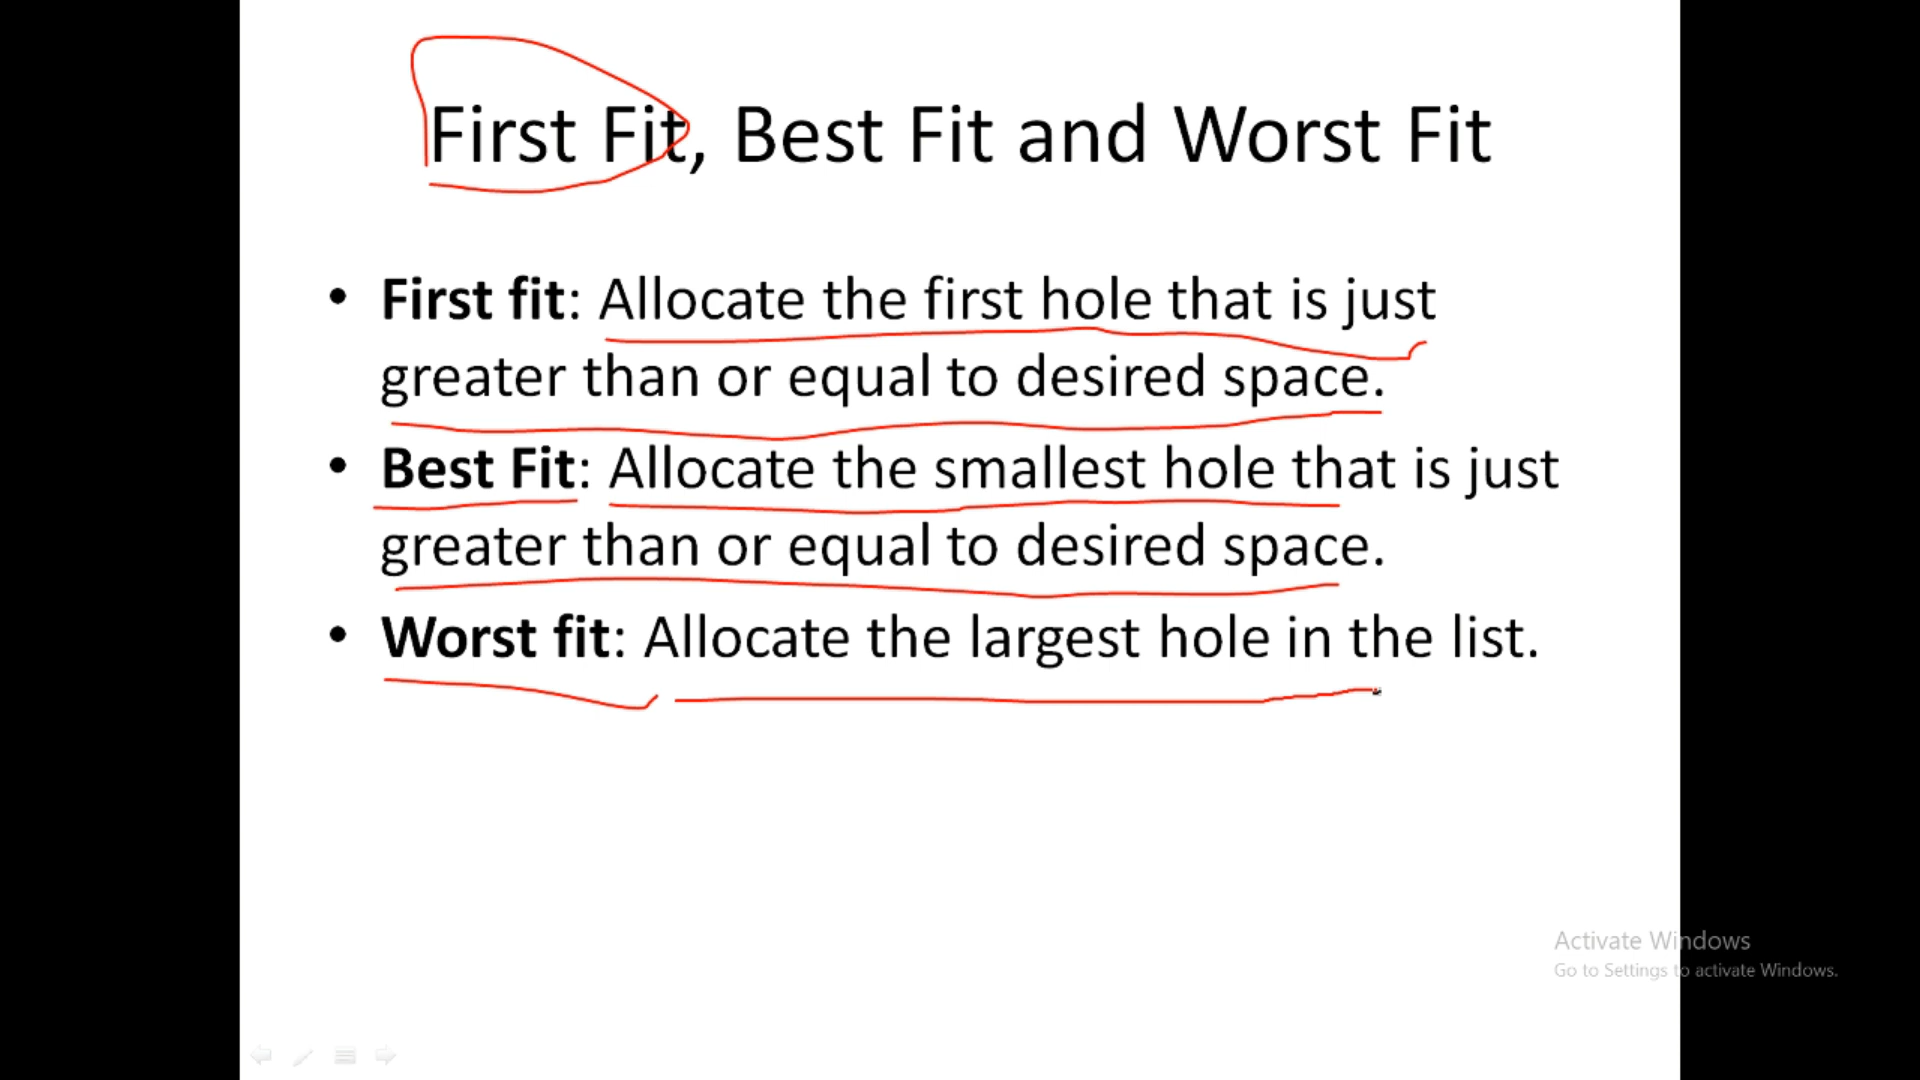 First Fit, Best Fit and Worst Fit
• First fit: Allocate the first hole that is just
greater than or equal to desired space.
• Best Fit: Allocate the smallest hole that is just
greater than or equal to desired space.
• Worst fit: Allocate the largest hole in the list.
Activate Windows
Go to Settings to activate Windows.